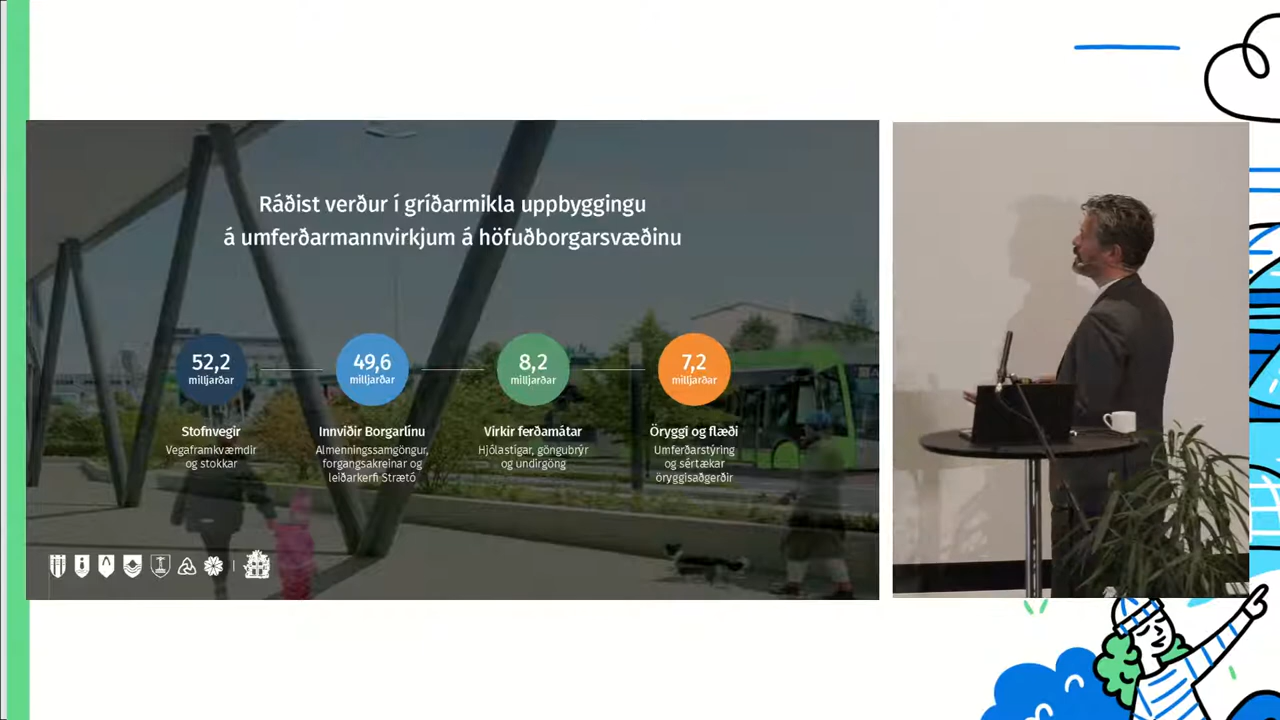 Ráðist verður í gríðarmikla uppbyggingu
á umferðarmannvirkjum á höfuðborgarsvæðinu
52,2
milljarðar
Stofnvegir
Vegaframkvæmdir
og stokkar
49,6
milljarðar
Innviðir Borgarlínu
Almenningssamgöngur,
forgangsakreinar og
leiðarkerfi Strætó
8,2
milljarðar
Virkir ferðamátar
Hjólastígar, göngubrýr
og undirgöng
7,2
milljarðar
Öryggi og flæði
Umferðarstýring
og sértækar
öryggisaðgerðir